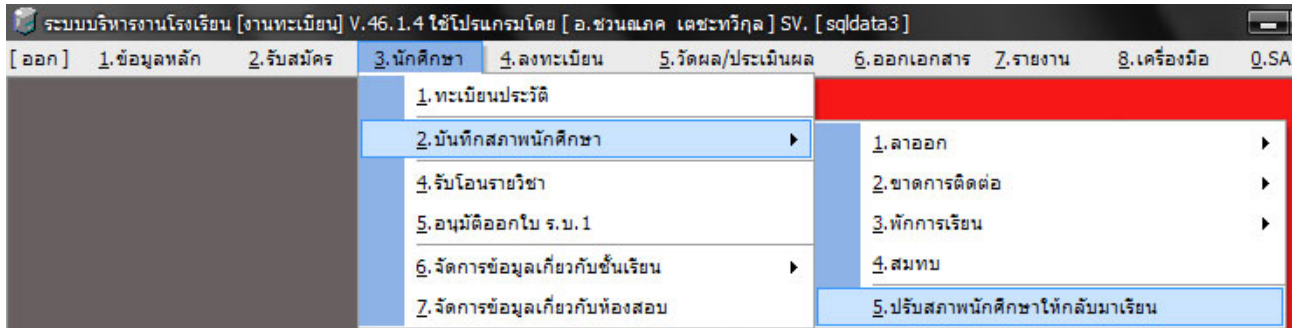 ระบบบริหารงานโรงเรียน [งานทะเบียน] V.46.1.4 ใช้โปรแกรมโดย [ อ.ชวนณภค เตชะทวีกุล ] SV. [ sqldata3 ]
[ ออก ] 1.ข้อมูลหลัก 2.รับสมัคร 3.นักศึกษา 4.ลงทะเบียน 5.วัดผล/ประเมินผล 6.ออกเอกสาร 7.รายงาน 8.เครื่องมือ 0.SA
1.ทะเบียนประวัติ
2.บันทึกสภาพนักศึกษา
4.รับโอนรายวิชา
5.อนุมัติออกใบ ร.บ.1
6.จัดการข้อมูลเกี่ยวกับชั้นเรียน
7.จัดการข้อมูลเกี่ยวกับห้องสอบ
1.ลาออก
2.ขาดการติดต่อ
3.พักการเรียน
4.สมทบ
5.ปรับสภาพนักศึกษาให้กลับมาเรียน